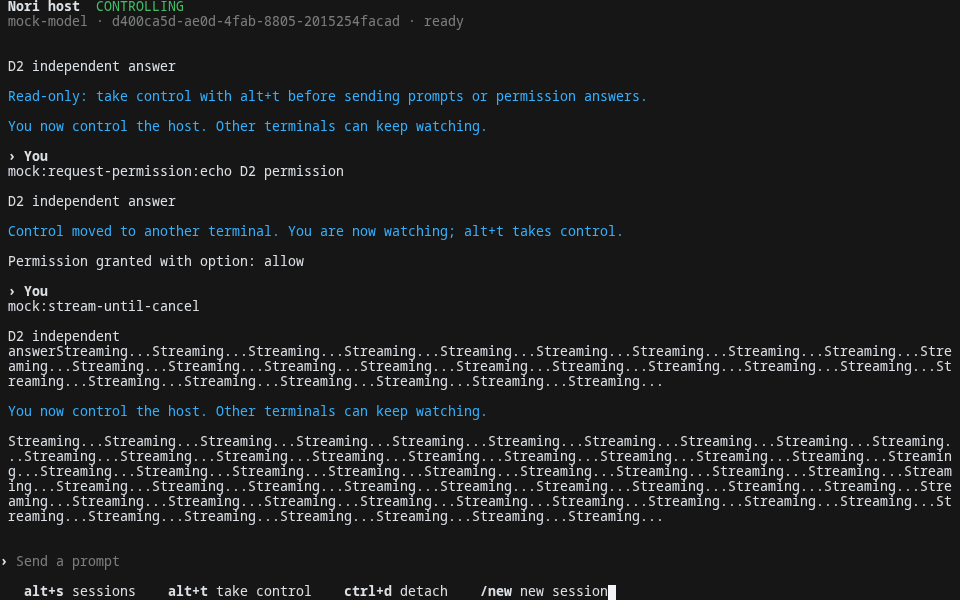 Nori host  CONTROLLING
mock-model · d400ca5d-ae0d-4fab-8805-2015254facad · ready
D2 independent answer
Read-only: take control with alt+t before sending prompts or permission answers.
You now control the host. Other terminals can keep watching.
› You
mock:request-permission:echo D2 permission
D2 independent answer
Control moved to another terminal. You are now watching; alt+t takes control.
Permission granted with option: allow
› You
mock:stream-until-cancel
D2 independent
answerStreaming...Streaming...Streaming...Streaming...Streaming...Streaming...Streaming...Streaming...Streaming...Stre
aming...Streaming...Streaming...Streaming...Streaming...Streaming...Streaming...Streaming...Streaming...Streaming...St
reaming...Streaming...Streaming...Streaming...Streaming...Streaming...Streaming...
You now control the host. Other terminals can keep watching.
Streaming...Streaming...Streaming...Streaming...Streaming...Streaming...Streaming...Streaming...Streaming...Streaming.
..Streaming...Streaming...Streaming...Streaming...Streaming...Streaming...Streaming...Streaming...Streaming...Streamin
g...Streaming...Streaming...Streaming...Streaming...Streaming...Streaming...Streaming...Streaming...Streaming...Stream
ing...Streaming...Streaming...Streaming...Streaming...Streaming...Streaming...Streaming...Streaming...Streaming...Stre
aming...Streaming...Streaming...Streaming...Streaming...Streaming...Streaming...Streaming...Streaming...Streaming...St
reaming...Streaming...Streaming...Streaming...Streaming...Streaming...Streaming...
› Send a prompt
alt+s sessions    alt+t take control    ctrl+d detach    /new new session